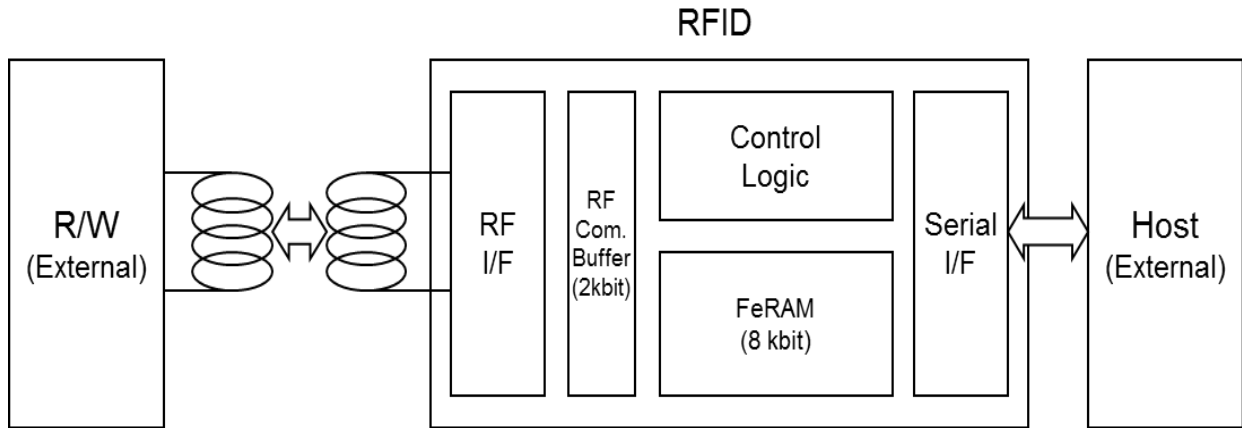 RFID
R/W
(External)
RF
I/F
RF
Com.
Buffer
(2kbit)
Control
Logic
FeRAM
(8 kbit)
Serial
I/F
Host
(External)